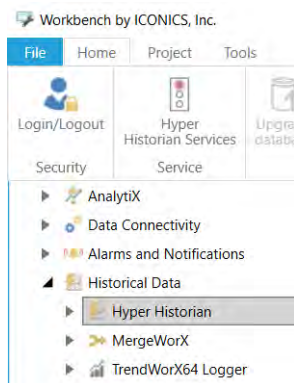 Workbench by ICONICS, Inc.
File Home Project Tools
Login/Logout
Hyper
Historian Services
Upgra
databa
Security Service
AnalytiX
Data Connectivity
Alarms and Notifications
Historical Data
Hyper Historian
MergeWorX
TrendWorX64 Logger